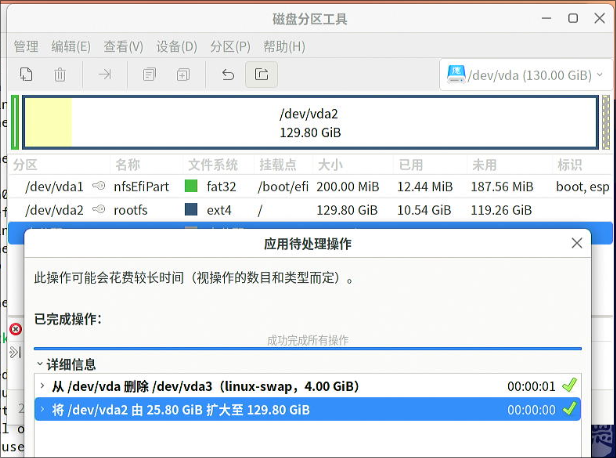 磁盘分区工具
管理 编辑(E) 查看(V) 设备(D) 分区(P) 帮助(H)
/dev/vda (130.00 GiB)
/dev/vda2
129.80 GiB
分区 名称 文件系统 挂载点 大小 已用 未用 标识
/dev/vda1 nfsEfiPart fat32 /boot/efi 200.00 MiB 12.44 MiB 187.56 MiB boot, esp
/dev/vda2 rootfs ext4 / 129.80 GiB 10.54 GiB 119.26 GiB
应用待处理操作
此操作可能会花费较长时间（视操作的数目和类型而定）。
已完成操作：
成功完成所有操作
详细信息
从 /dev/vda 删除 /dev/vda3（linux-swap，4.00 GiB） 00:00:01
将 /dev/vda2 由 25.80 GiB 扩大至 129.80 GiB 00:00:00